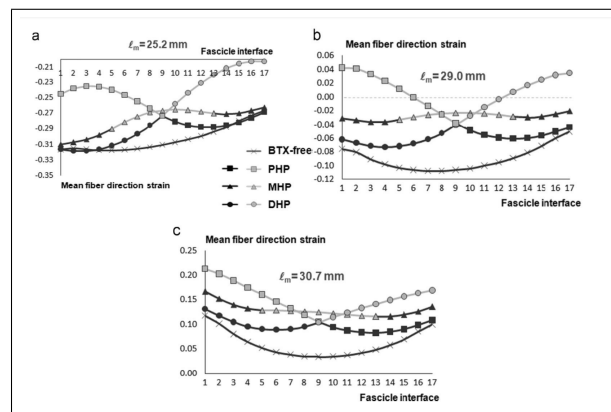 a
ℓm=25.2 mm
Fascicle interface
-0.21
-0.23
-0.25
-0.27
-0.29
-0.31
-0.33
-0.35
1 2 3 4 5 6 7 8 9 10 11 12 13 14 15 16 17
Mean fiber direction strain
BTX-free
PHP
MHP
DHP
b
Mean fiber direction strain
ℓm=29.0 mm
0.06
0.04
0.02
0.00
-0.02
-0.04
-0.06
-0.08
-0.10
-0.12
1 2 3 4 5 6 7 8 9 10 11 12 13 14 15 16 17
Fascicle interface
c
Mean fiber direction strain
ℓm=30.7 mm
0.25
0.20
0.15
0.10
0.05
0.00
1 2 3 4 5 6 7 8 9 10 11 12 13 14 15 16 17
Fascicle interface